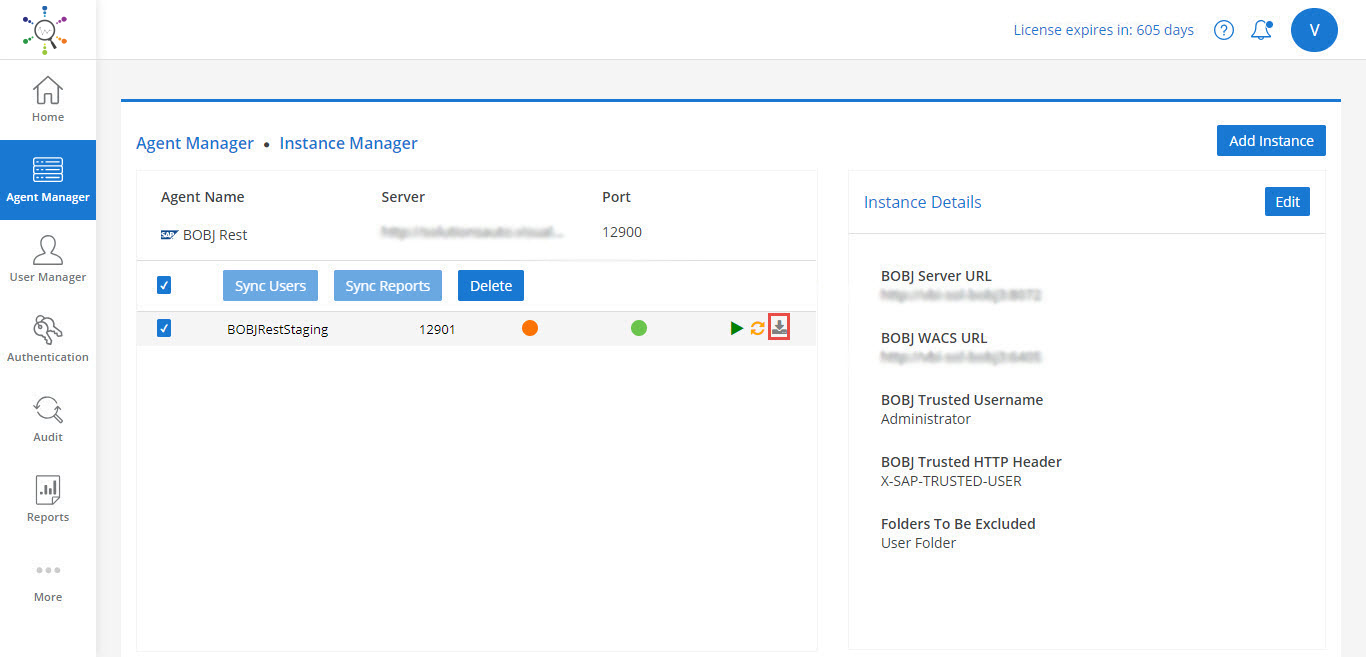 License expires in: 605 days
?
V
Home
Agent Manager
User Manager
Authentication
Audit
Reports
More
Agent Manager • Instance Manager
Add Instance
Agent Name Server Port
SAP BOBJ Rest 12900
Sync Users Sync Reports Delete
BOBJRestStaging 12901
Instance Details
Edit
BOBJ Server URL
BOBJ WACS URL
BOBJ Trusted Username
Administrator
BOBJ Trusted HTTP Header
X-SAP-TRUSTED-USER
Folders To Be Excluded
User Folder